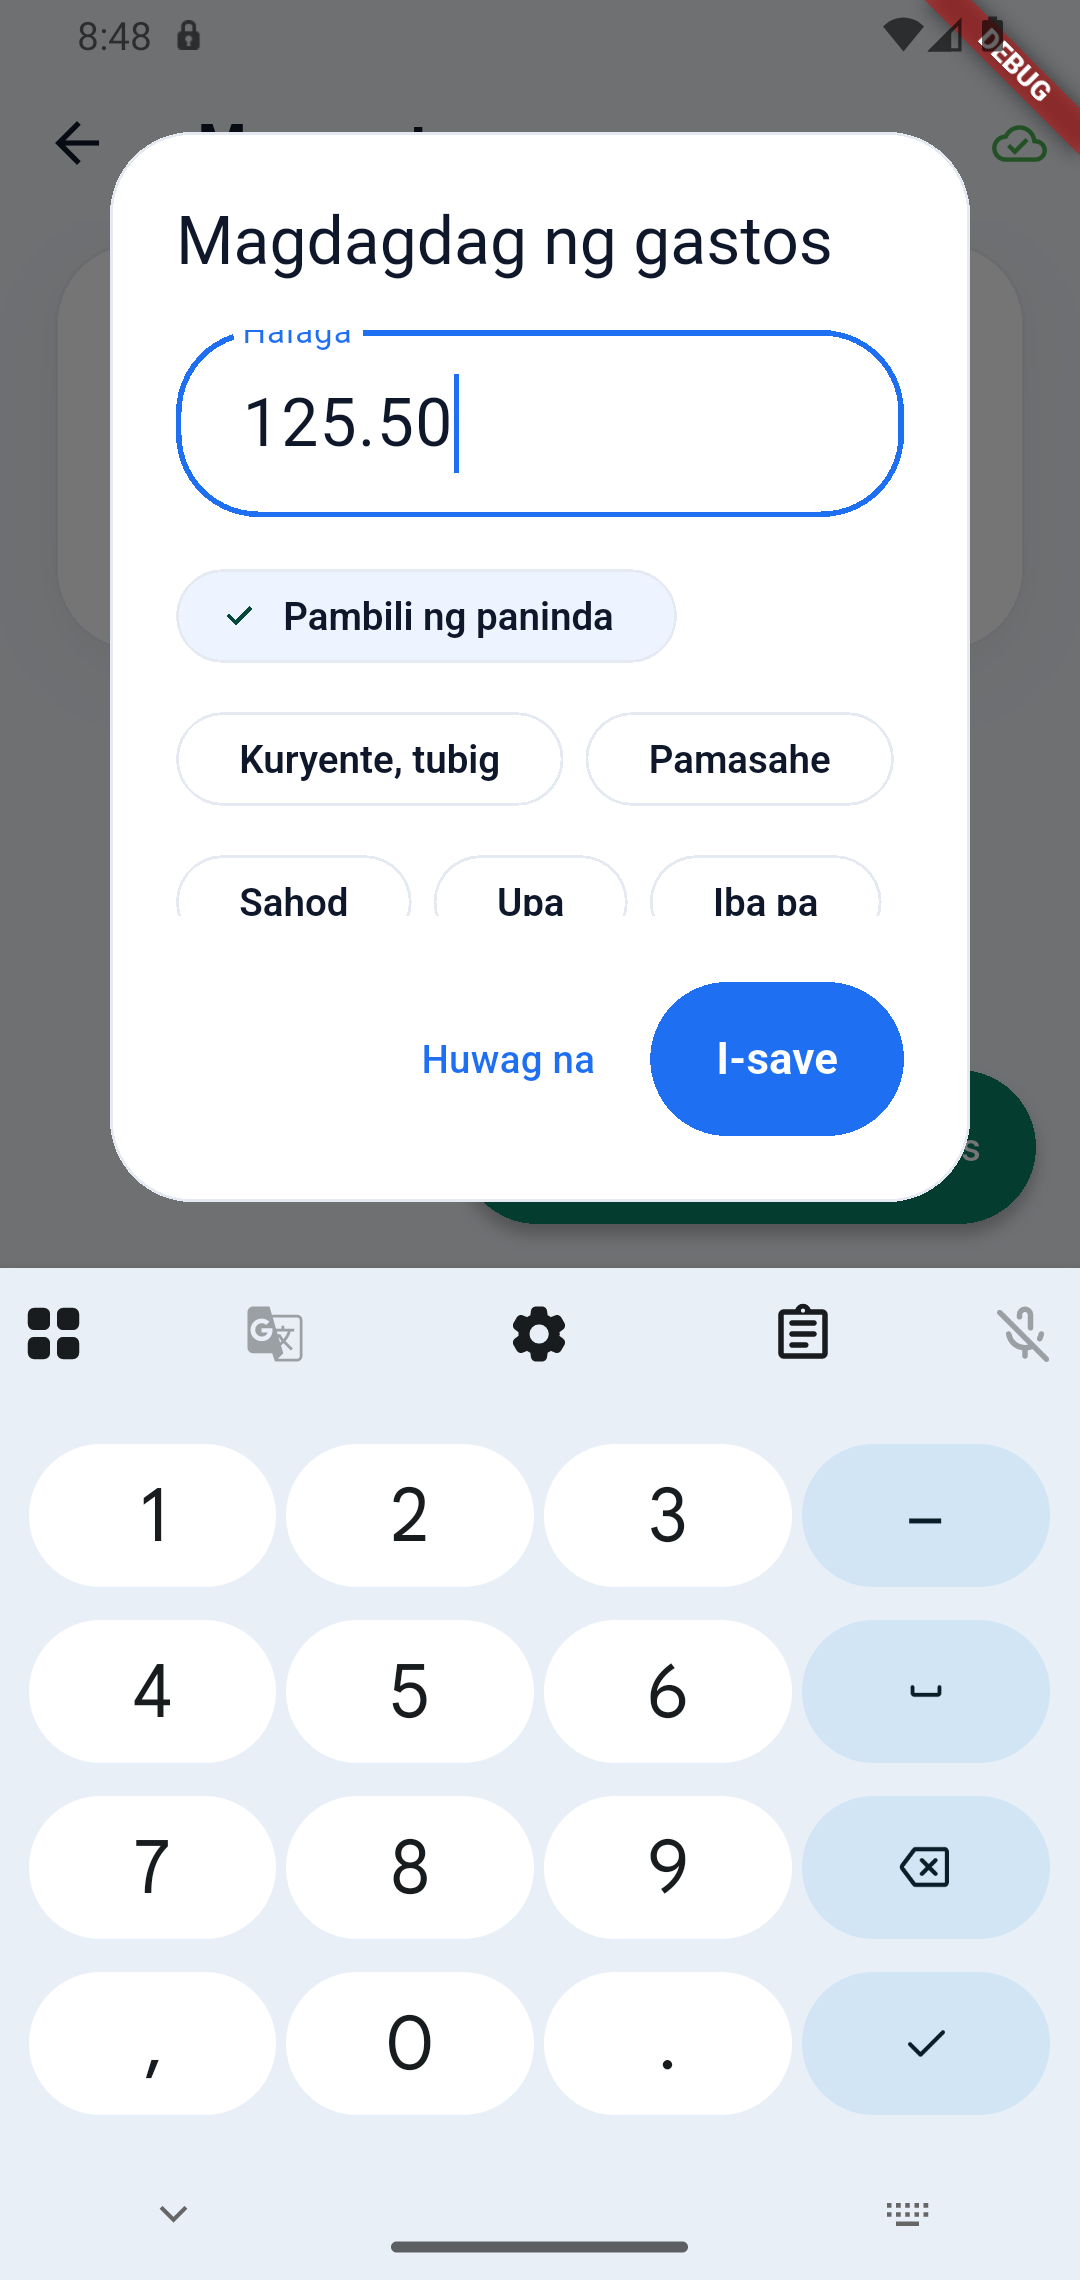 8:48
DEBUG
Magdagdag ng gastos
Halaga
125.50
Pambili ng paninda
Kuryente, tubig
Pamasahe
Sahod
Upa
Iba pa
Huwag na
I-save
1
2
3
4
5
6
7
8
9
,
0
.